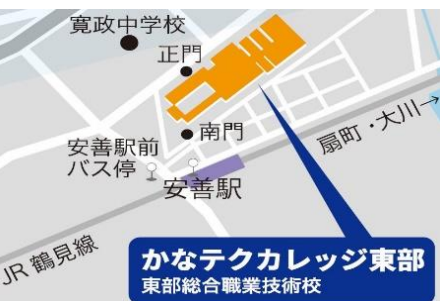 寛政中学校
正門
南門
安善駅前
バス停
安善駅
扇町・大川→
JR 鶴見線
かなテクカレッジ東部
東部総合職業技術校